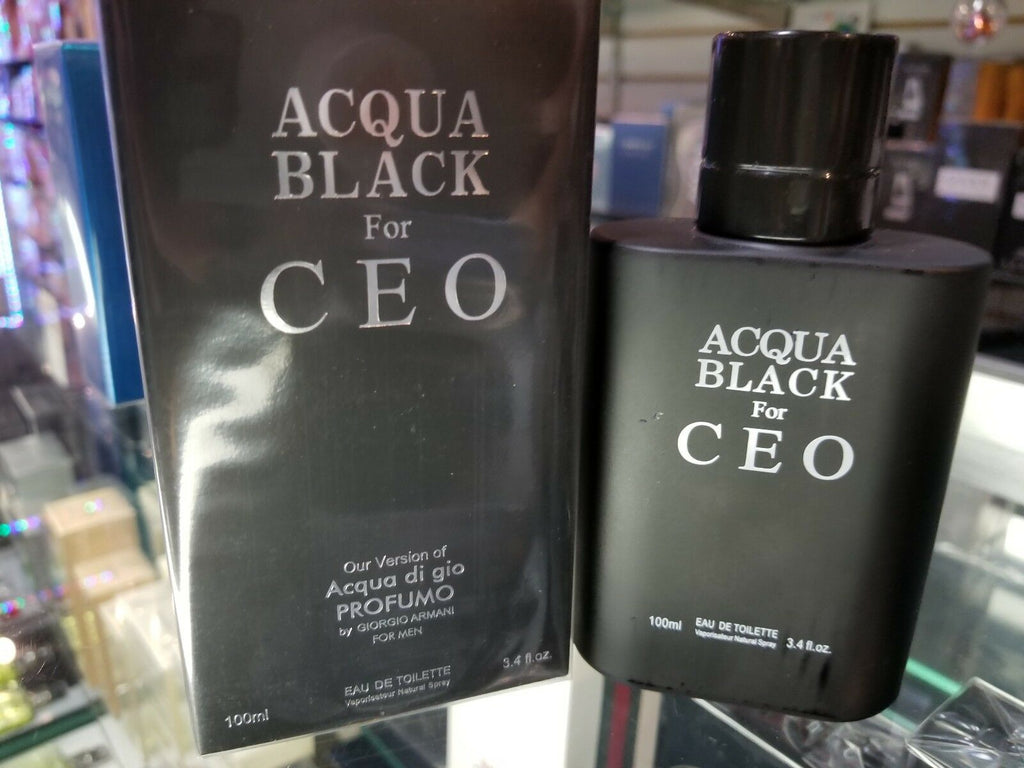 ACQUA
BLACK
For
CEO
Our Version of
Acqua di gio
PROFUMO
by GIORGIO ARMANI
FOR MEN
EAU DE TOILETTE
Vaporisateur Natural Spray
100ml
3.4 fl.oz.
ACQUA
BLACK
For
CEO
100ml
EAU DE TOILETTE
Vaporisateur Natural Spray
3.4 fl.oz.